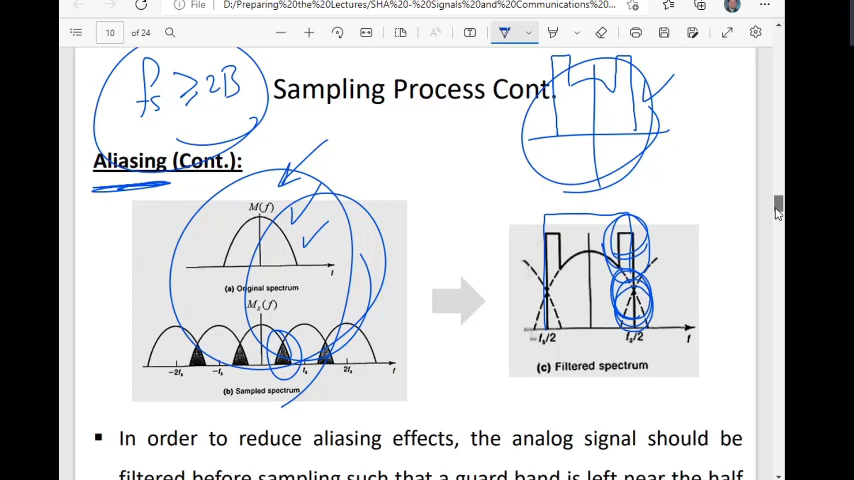 File
D:/Preparing%20the%20Lectures/SHA%20-%20Signals%20and%20Communications%20...
10 of 24
fs ≥ 2B
Sampling Process Cont.
Aliasing (Cont.):
M(f)
f
(a) Original spectrum
Ms(f)
-2fs -fs fs 2fs f
(b) Sampled spectrum
-fs/2 fs/2 f
(c) Filtered spectrum
▪ In order to reduce aliasing effects, the analog signal should be
filtered before sampling such that a guard band is left near the half